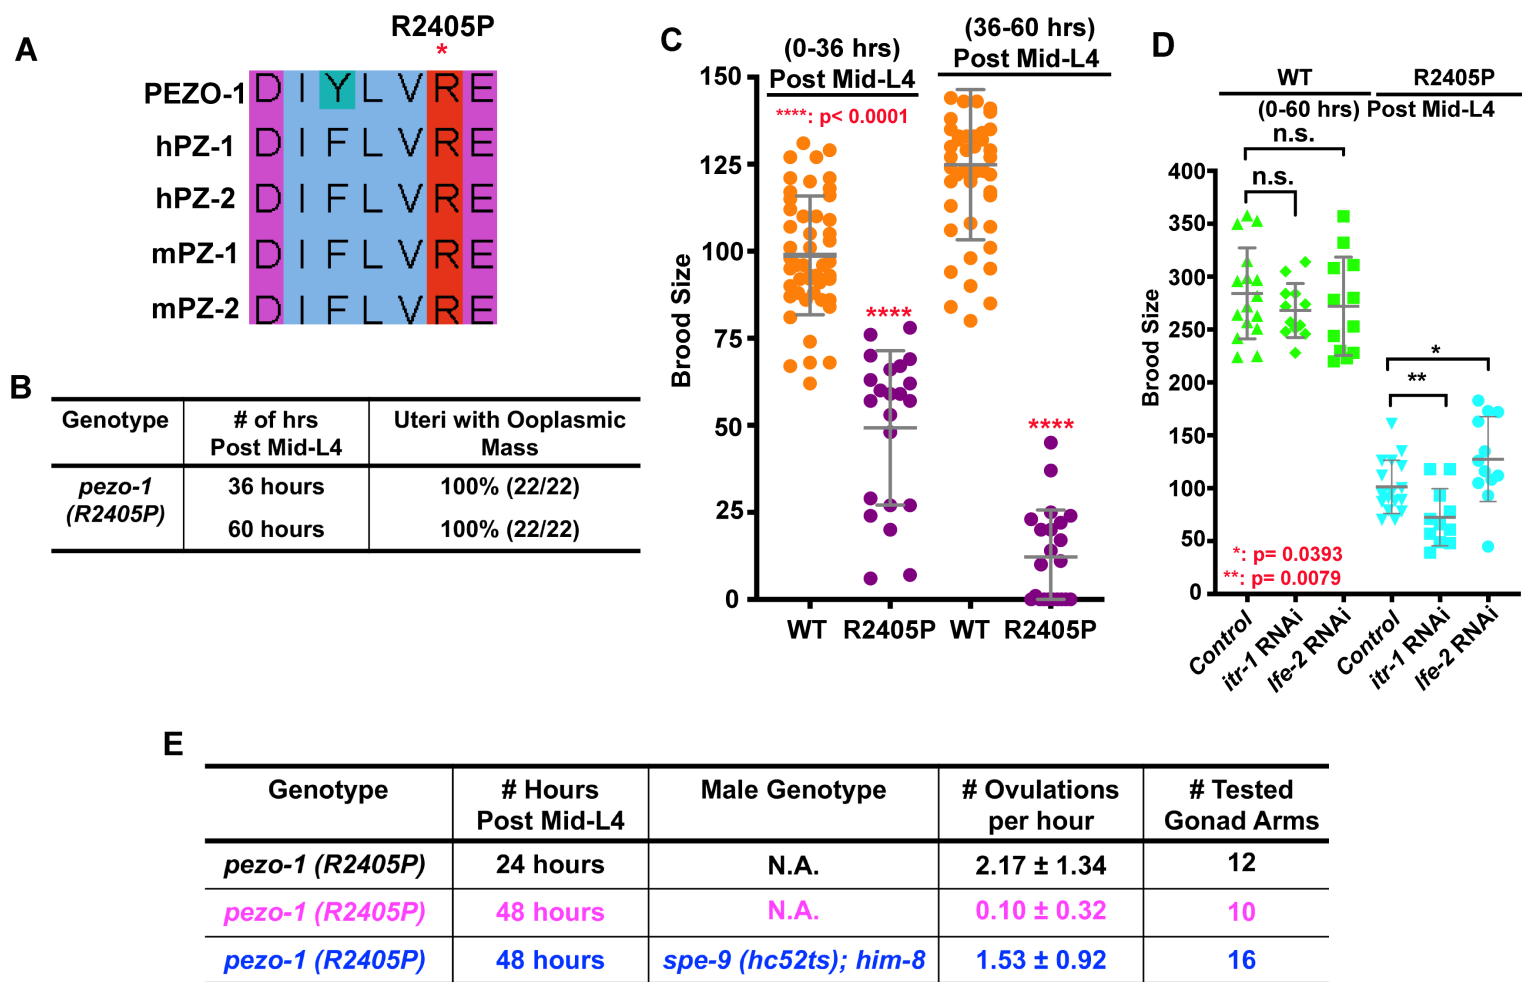 A
R2405P
*
PEZO-1 D I Y L V R E
hPZ-1 D I F L V R E
hPZ-2 D I F L V R E
mPZ-1 D I F L V R E
mPZ-2 D I F L V R E
B
Genotype # of hrs Post Mid-L4 Uteri with Ooplasmic Mass
pezo-1 (R2405P) 36 hours 100% (22/22)
60 hours 100% (22/22)
C
(0-36 hrs)
Post Mid-L4
(36-60 hrs)
Post Mid-L4
****: p< 0.0001
Brood Size
150
125
100
75
50
25
0
****
****
WT R2405P WT R2405P
D
WT R2405P
(0-60 hrs) Post Mid-L4
n.s.
n.s.
*
**
Brood Size
400
350
300
250
200
150
100
50
0
*: p= 0.0393
**: p= 0.0079
Control
itr-1 RNAi
lfe-2 RNAi
Control
itr-1 RNAi
lfe-2 RNAi
E
Genotype # Hours Post Mid-L4 Male Genotype # Ovulations per hour # Tested Gonad Arms
pezo-1 (R2405P) 24 hours N.A. 2.17 ± 1.34 12
pezo-1 (R2405P) 48 hours N.A. 0.10 ± 0.32 10
pezo-1 (R2405P) 48 hours spe-9 (hc52ts); him-8 1.53 ± 0.92 16